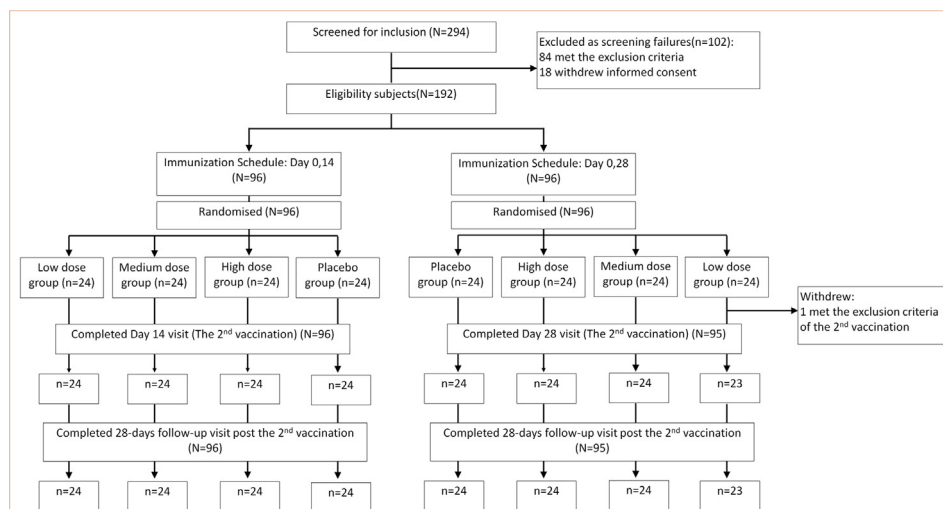 Screened for inclusion (N=294)
Excluded as screening failures(n=102):
84 met the exclusion criteria
18 withdrew informed consent
Eligibility subjects(N=192)
Immunization Schedule: Day 0,14
(N=96)
Immunization Schedule: Day 0,28
(N=96)
Randomised (N=96)
Randomised (N=96)
Low dose
group (n=24)
Medium dose
group (n=24)
High dose
group (n=24)
Placebo
group (n=24)
Placebo
group (n=24)
High dose
group (n=24)
Medium dose
group (n=24)
Low dose
group (n=24)
Withdrew:
1 met the exclusion criteria
of the 2nd vaccination
Completed Day 14 visit (The 2nd vaccination) (N=96)
Completed Day 28 visit (The 2nd vaccination) (N=95)
n=24
n=24
n=24
n=24
n=24
n=24
n=24
n=23
Completed 28-days follow-up visit post the 2nd vaccination
(N=96)
Completed 28-days follow-up visit post the 2nd vaccination
(N=95)
n=24
n=24
n=24
n=24
n=24
n=24
n=24
n=23